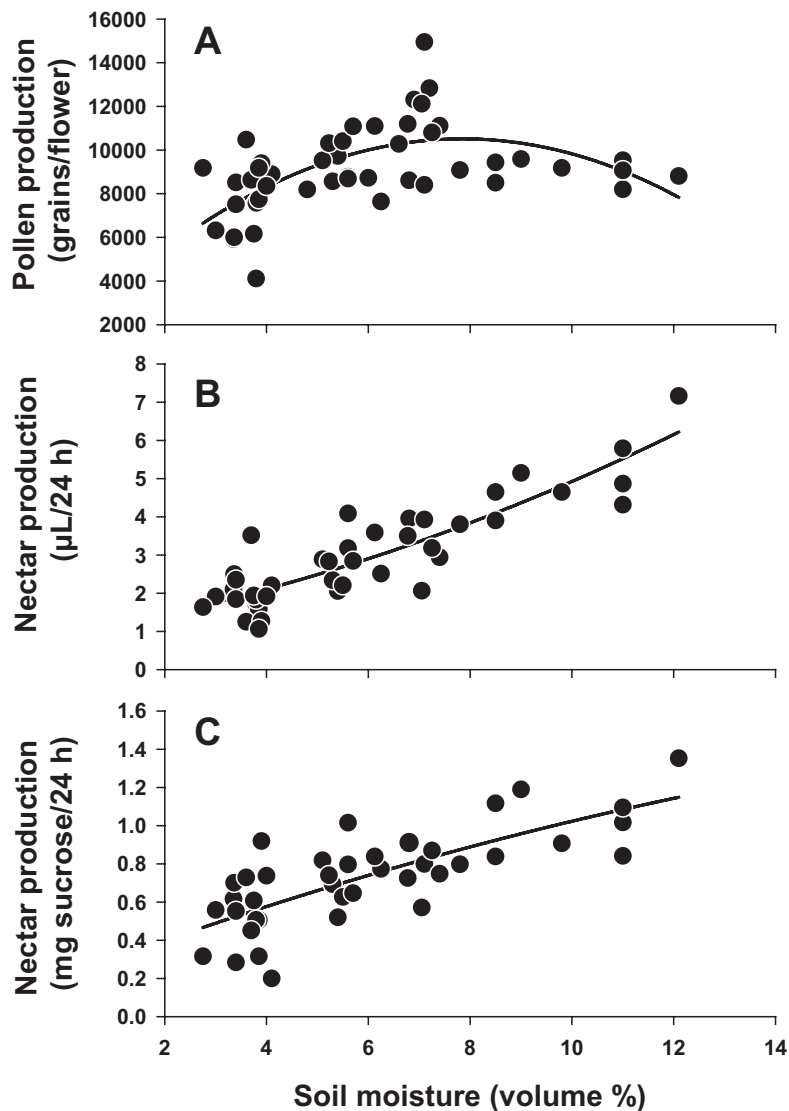 A
Pollen production
(grains/flower)
16000
14000
12000
10000
8000
6000
4000
2000
B
Nectar production
(µL/24 h)
8
7
6
5
4
3
2
1
0
C
Nectar production
(mg sucrose/24 h)
1.6
1.4
1.2
1.0
0.8
0.6
0.4
0.2
0.0
2 4 6 8 10 12 14
Soil moisture (volume %)